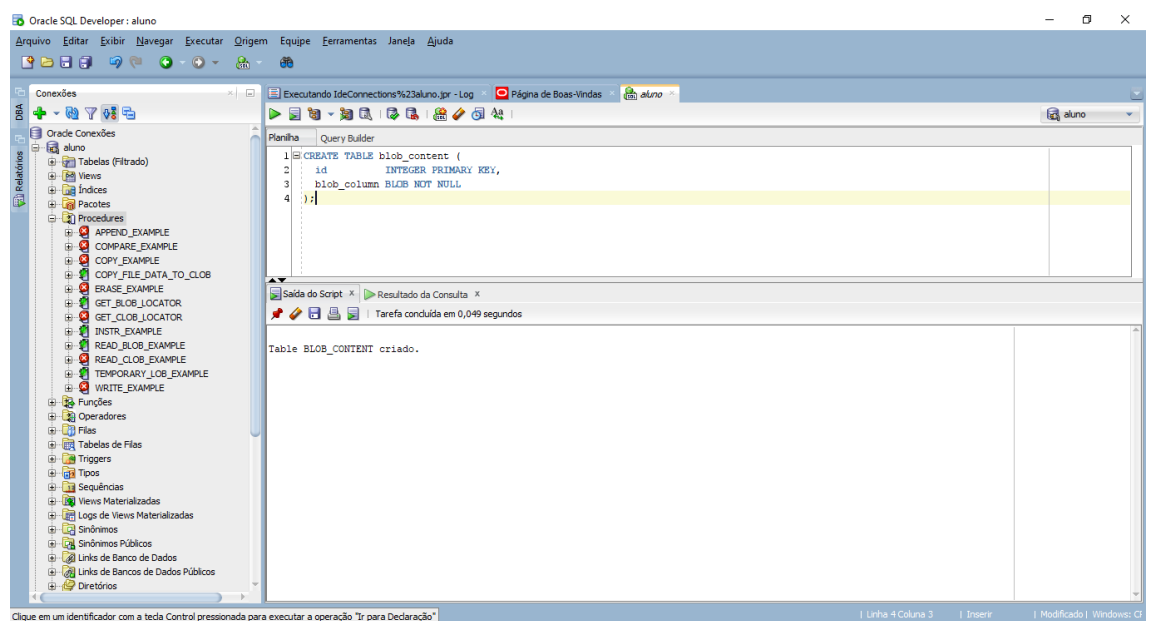 Oracle SQL Developer : aluno
Arquivo Editar Exibir Navegar Executar Origem Equipe Ferramentas Janela Ajuda
Conexões
Executando IdeConnections%23aluno.jpr - Log
Página de Boas-Vindas
aluno
DBA
Relatórios
aluno
Planilha Query Builder
1 CREATE TABLE blob_content (
2 id INTEGER PRIMARY KEY,
3 blob_column BLOB NOT NULL
4 );
Oracle Conexões
aluno
Tabelas (Filtrado)
Views
Índices
Pacotes
Procedures
APPEND_EXAMPLE
COMPARE_EXAMPLE
COPY_EXAMPLE
COPY_FILE_DATA_TO_CLOB
ERASE_EXAMPLE
GET_BLOB_LOCATOR
GET_CLOB_LOCATOR
INSTR_EXAMPLE
READ_BLOB_EXAMPLE
READ_CLOB_EXAMPLE
TEMPORARY_LOB_EXAMPLE
WRITE_EXAMPLE
Funções
Operadores
Filas
Tabelas de Filas
Triggers
Tipos
Sequências
Views Materializadas
Logs de Views Materializadas
Sinônimos
Sinônimos Públicos
Links de Banco de Dados
Links de Bancos de Dados Públicos
Diretórios
Saída do Script x Resultado da Consulta x
Tarefa concluída em 0,049 segundos
Table BLOB_CONTENT criado.
Clique em um identificador com a tecla Control pressionada para executar a operação "Ir para Declaração"
Linha 4 Coluna 3 | Inserir | Modificado | Windows: CF